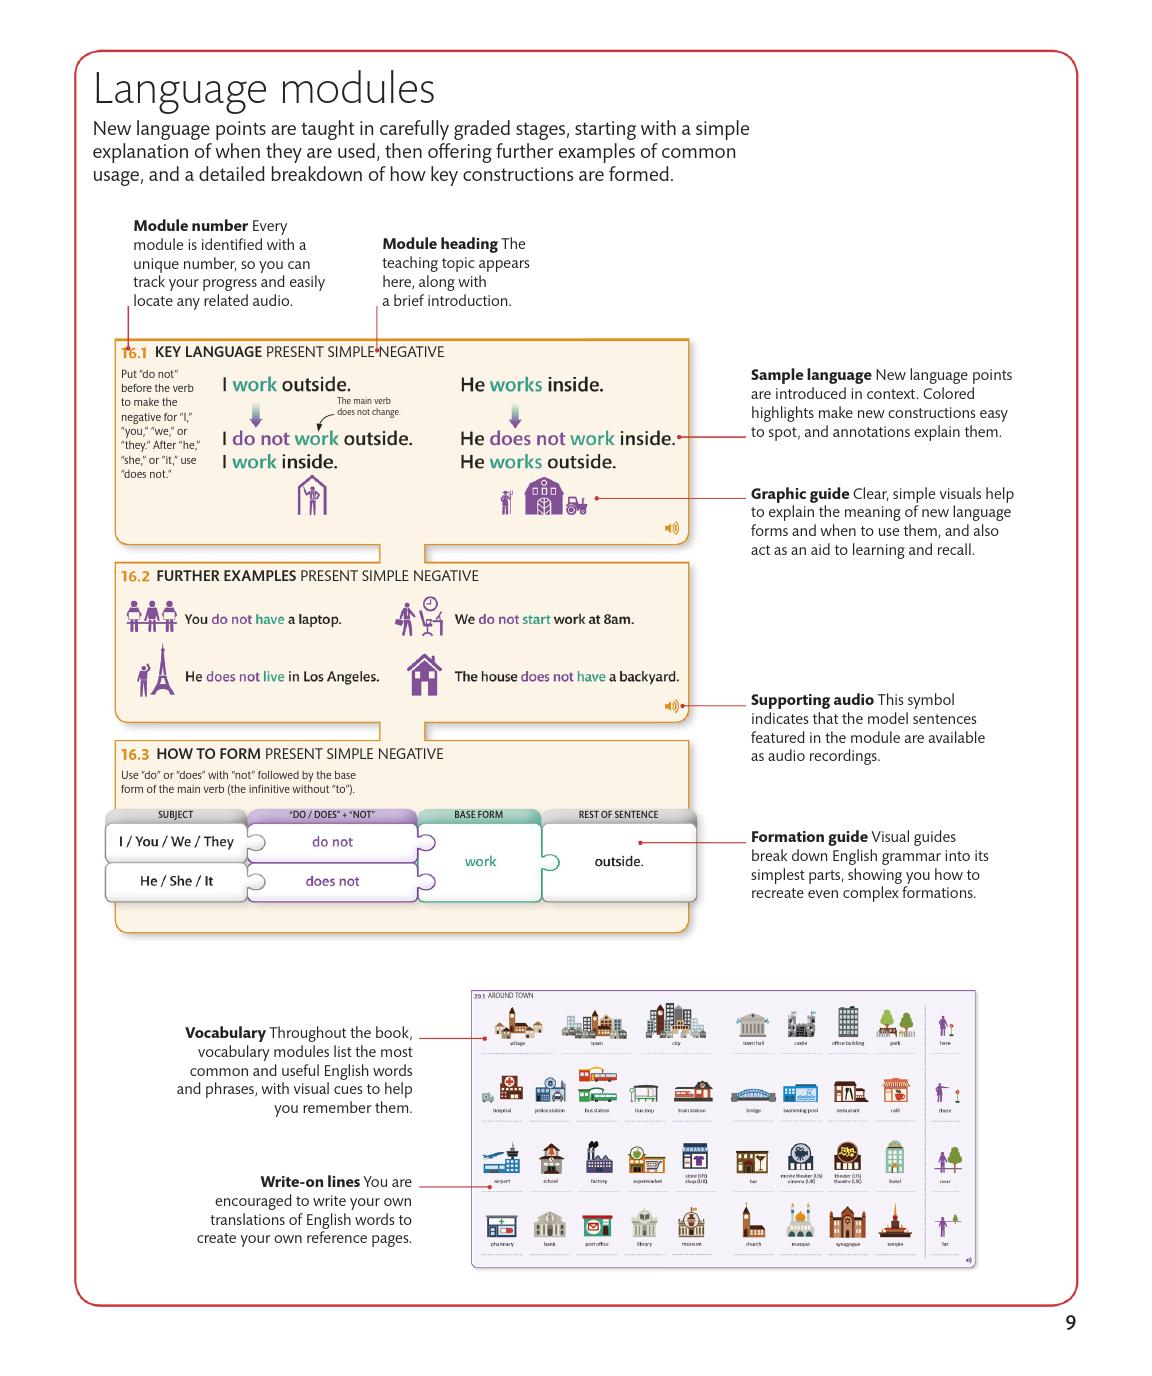 Language modules
New language points are taught in carefully graded stages, starting with a simple
explanation of when they are used, then offering further examples of common
usage, and a detailed breakdown of how key constructions are formed.
Module number Every
module is identified with a
unique number, so you can
track your progress and easily
locate any related audio.
Module heading The
teaching topic appears
here, along with
a brief introduction.
16.1 KEY LANGUAGE PRESENT SIMPLE NEGATIVE
Put “do not”
before the verb
to make the
negative for “I,”
“you,” “we,” or
“they.” After “he,”
“she,” or “it,” use
“does not.”
I work outside.
The main verb
does not change.
I do not work outside.
I work inside.
He works inside.
He does not work inside.
He works outside.
Sample language New language points
are introduced in context. Colored
highlights make new constructions easy
to spot, and annotations explain them.
Graphic guide Clear, simple visuals help
to explain the meaning of new language
forms and when to use them, and also
act as an aid to learning and recall.
16.2 FURTHER EXAMPLES PRESENT SIMPLE NEGATIVE
You do not have a laptop.
We do not start work at 8am.
He does not live in Los Angeles.
The house does not have a backyard.
Supporting audio This symbol
indicates that the model sentences
featured in the module are available
as audio recordings.
16.3 HOW TO FORM PRESENT SIMPLE NEGATIVE
Use “do” or “does” with “not” followed by the base
form of the main verb (the infinitive without “to”).
SUBJECT
“DO / DOES” + “NOT”
BASE FORM
REST OF SENTENCE
I / You / We / They
do not
He / She / It
does not
work
outside.
Formation guide Visual guides
break down English grammar into its
simplest parts, showing you how to
recreate even complex formations.
Vocabulary Throughout the book,
vocabulary modules list the most
common and useful English words
and phrases, with visual cues to help
you remember them.
Write-on lines You are
encouraged to write your own
translations of English words to
create your own reference pages.
20.1 AROUND TOWN
village
town
city
town hall
castle
office building
park
here
hospital
police station
bus station
bus stop
train station
bridge
swimming pool
restaurant
café
there
airport
school
factory
supermarket
store (US)
shop (UK)
bar
movie theater (US)
cinema (UK)
theater (US)
theatre (UK)
hotel
near
pharmacy
bank
post office
library
museum
church
mosque
synagogue
temple
far
9